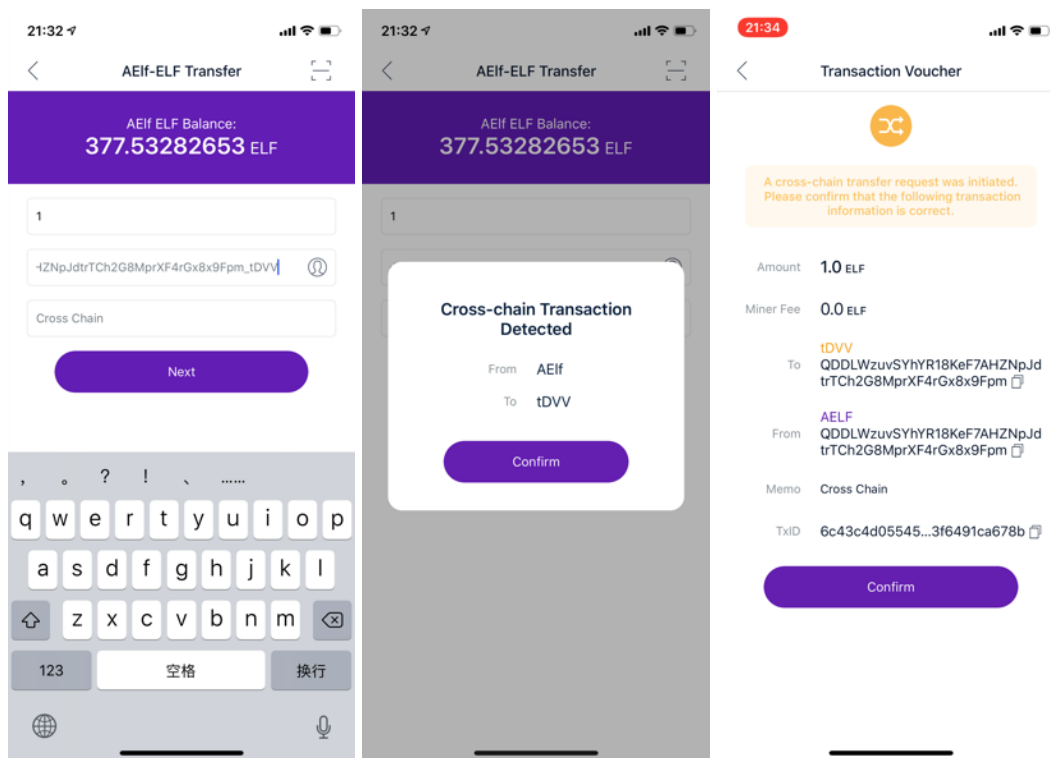 21:32
AElf-ELF Transfer
AElf ELF Balance:
377.53282653 ELF
1
HZNpJdtrTCh2G8MprXF4rGx8x9Fpm_tDVV
Cross Chain
Next
, 。 ? ! 、 ……
q w e r t y u i o p
a s d f g h j k l
z x c v b n m
123 空格 换行
21:32
AElf-ELF Transfer
AElf ELF Balance:
377.53282653 ELF
1
Cross-chain Transaction
Detected
From AElf
To tDVV
Confirm
21:34
Transaction Voucher
A cross-chain transfer request was initiated.
Please confirm that the following transaction
information is correct.
Amount 1.0 ELF
Miner Fee 0.0 ELF
tDVV
To QDDLWzuvSYhYR18KeF7AHZNpJd
trTCh2G8MprXF4rGx8x9Fpm
AELF
From QDDLWzuvSYhYR18KeF7AHZNpJd
trTCh2G8MprXF4rGx8x9Fpm
Memo Cross Chain
TxID 6c43c4d05545...3f6491ca678b
Confirm